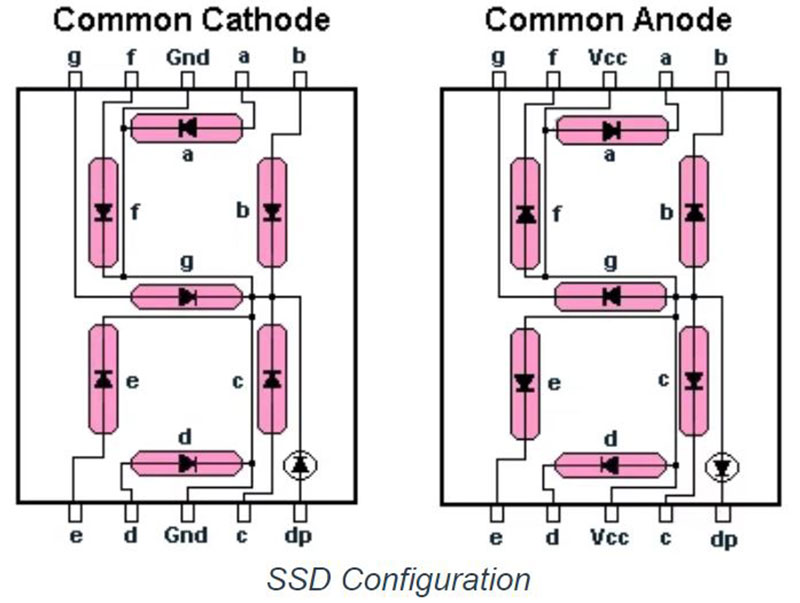 Common Cathode Common Anode
g f Gnd a b g f Vcc a b
a a
f b f b
g g
e c e c
d d
e d Gnd c dp e d Vcc c dp
SSD Configuration